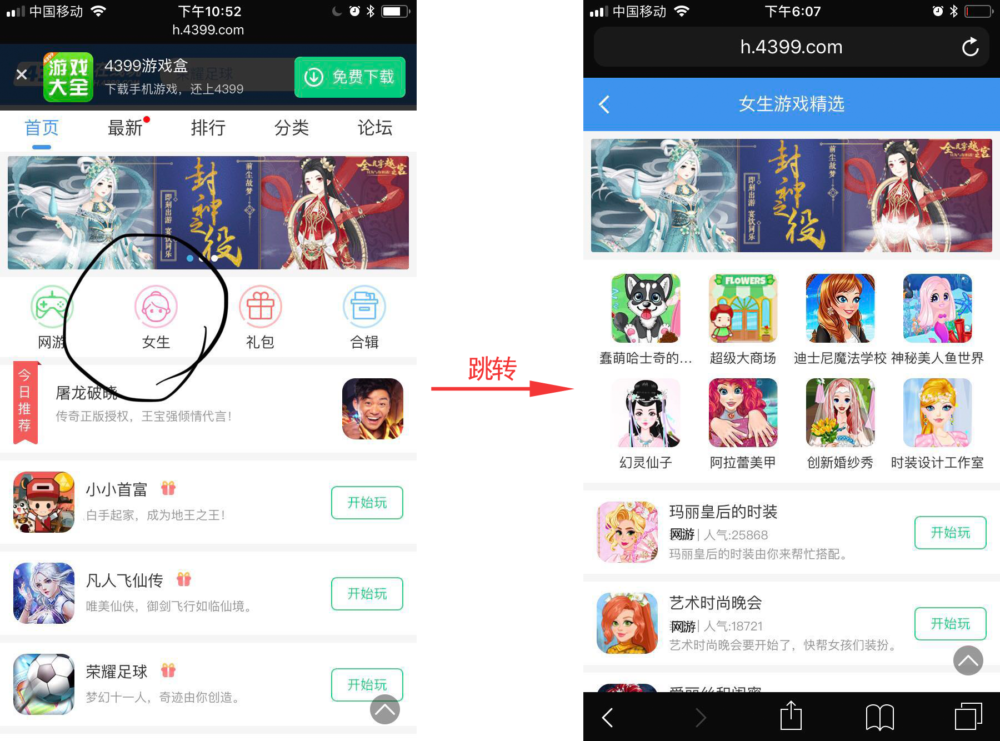 中国移动
下午10:52
h.4399.com
4399
游戏
大全
4399游戏盒
荣耀足球
下载手机游戏，还上4399
免费下载
首页
最新
排行
分类
论坛
全民穿越之宫
前尘故梦
封神之役
即刻出游 宴饮同乐
网游
女生
礼包
合辑
今日推荐
屠龙破晓
传奇正版授权，王宝强倾情代言！
小小首富
白手起家，成为地王之王！
开始玩
凡人飞仙传
唯美仙侠，御剑飞行如临仙境。
开始玩
荣耀足球
梦幻十一人，奇迹由你创造。
开始玩
跳转
中国移动
下午6:07
h.4399.com
女生游戏精选
全民穿越之宫
前尘故梦
封神之役
即刻出游 宴饮同乐
FLOWERS
蠢萌哈士奇的...
超级大商场
迪士尼魔法学校
神秘美人鱼世界
幻灵仙子
阿拉蕾美甲
创新婚纱秀
时装设计工作室
玛丽皇后的时装
网游 | 人气:25868
玛丽皇后的时装由你来帮忙搭配。
开始玩
艺术时尚晚会
网游 | 人气:18721
艺术时尚晚会要开始了，快帮女孩们装扮。
开始玩